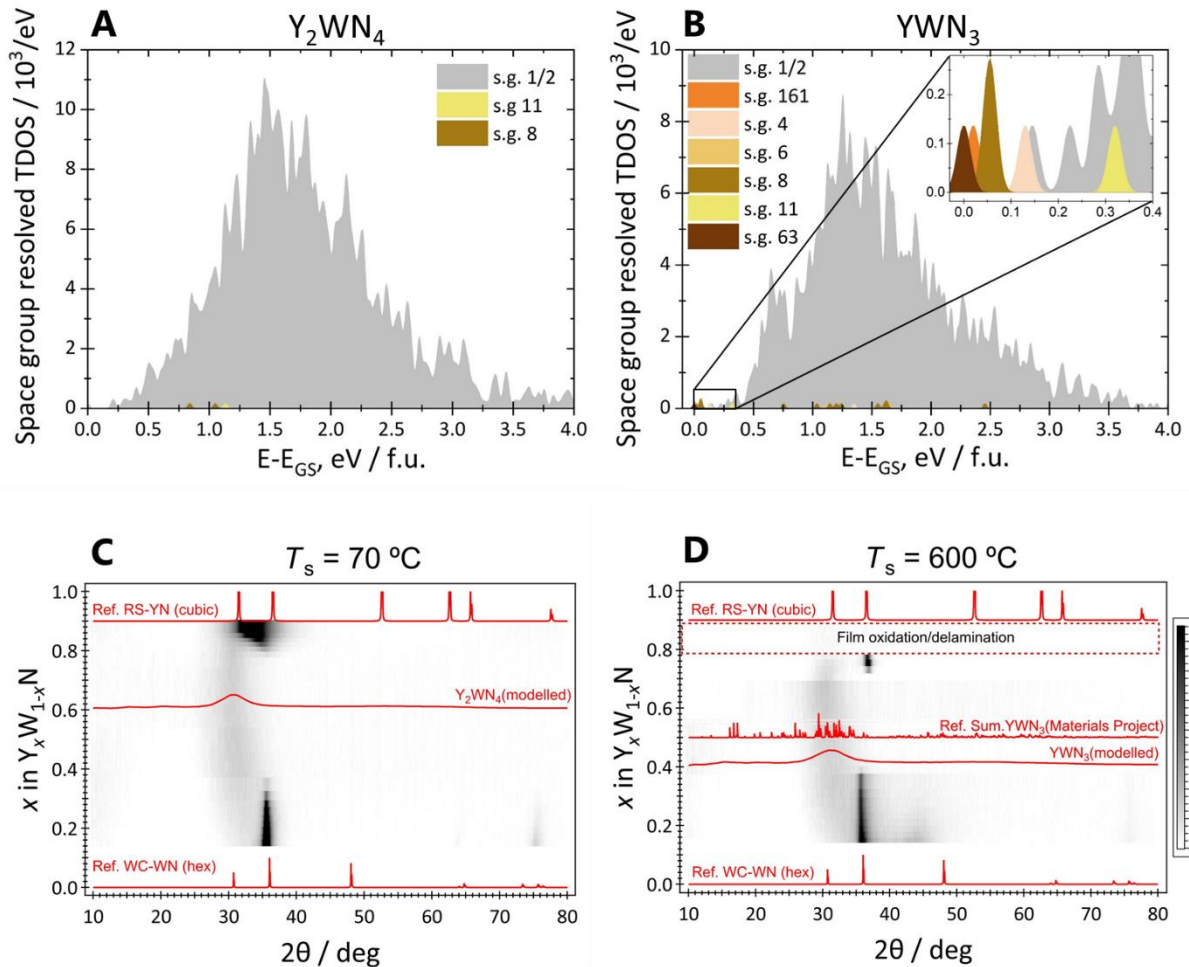 A
Y₂WN₄
Space group resolved TDOS / 10³/eV
12
10
8
6
4
2
0
s.g. 1/2
s.g 11
s.g. 8
0.0 0.5 1.0 1.5 2.0 2.5 3.0 3.5 4.0
E-E_GS, eV / f.u.
B
YWN₃
Space group resolved TDOS / 10³/eV
10
8
6
4
2
0
s.g. 1/2
s.g. 161
s.g. 4
s.g. 6
s.g. 8
s.g. 11
s.g. 63
0.2
0.1
0.0
0.0 0.1 0.2 0.3 0.4
0.0 0.5 1.0 1.5 2.0 2.5 3.0 3.5 4.0
E-E_GS, eV / f.u.
C
T_s = 70 ºC
x in Y_xW_1-xN
1.0
0.8
0.6
0.4
0.2
0.0
Ref. RS-YN (cubic)
Y₂WN₄(modelled)
Ref. WC-WN (hex)
10 20 30 40 50 60 70 80
2θ / deg
D
T_s = 600 ºC
x in Y_xW_1-xN
1.0
0.8
0.6
0.4
0.2
0.0
Ref. RS-YN (cubic)
Film oxidation/delamination
Ref. Sum.YWN₃(Materials Project)
YWN₃(modelled)
Ref. WC-WN (hex)
10 20 30 40 50 60 70 80
2θ / deg